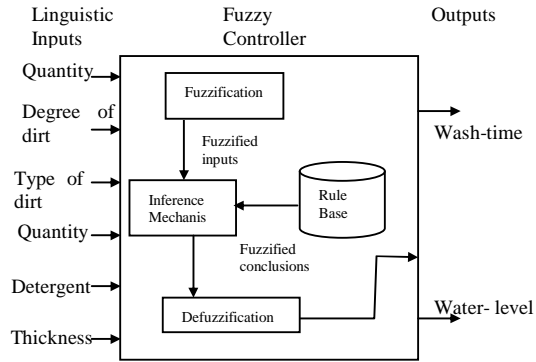 Linguistic
Inputs
Fuzzy
Controller
Outputs
Quantity
Degree of
dirt
Type of
dirt
Quantity
Detergent
Thickness
Fuzzification
Fuzzified
inputs
Inference
Mechanis
Rule
Base
Fuzzified
conclusions
Defuzzification
Wash-time
Water- level